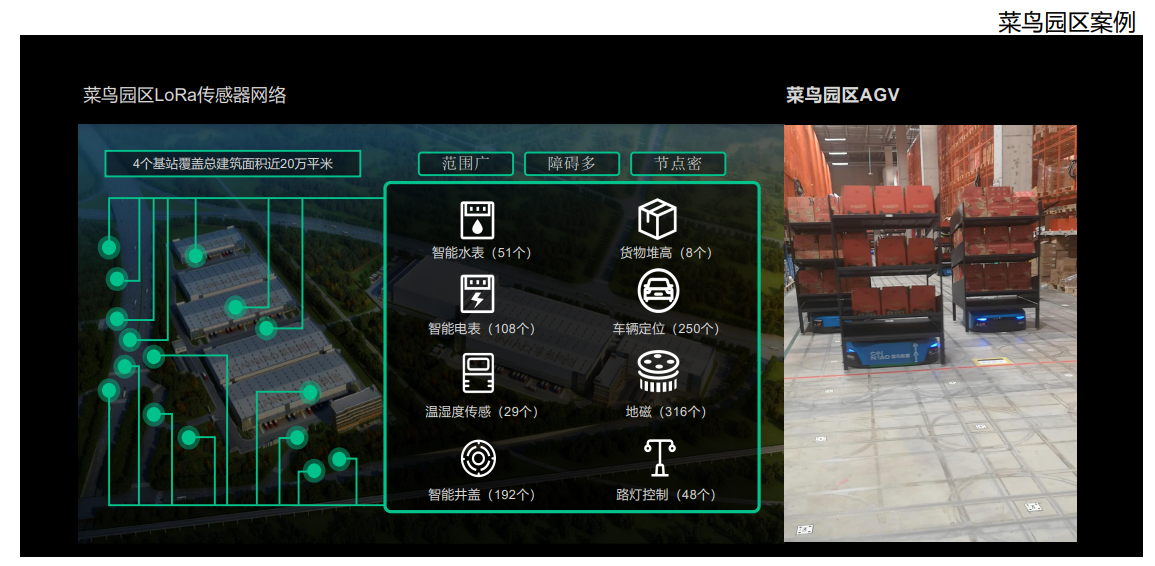 菜鸟园区案例
菜鸟园区LoRa传感器网络
菜鸟园区AGV
4个基站覆盖总建筑面积近20万平米
范围广
障碍多
节点密
智能水表（51个）
货物堆高（8个）
智能电表（108个）
车辆定位（250个）
温湿度传感（29个）
地磁（316个）
智能井盖（192个）
路灯控制（48个）